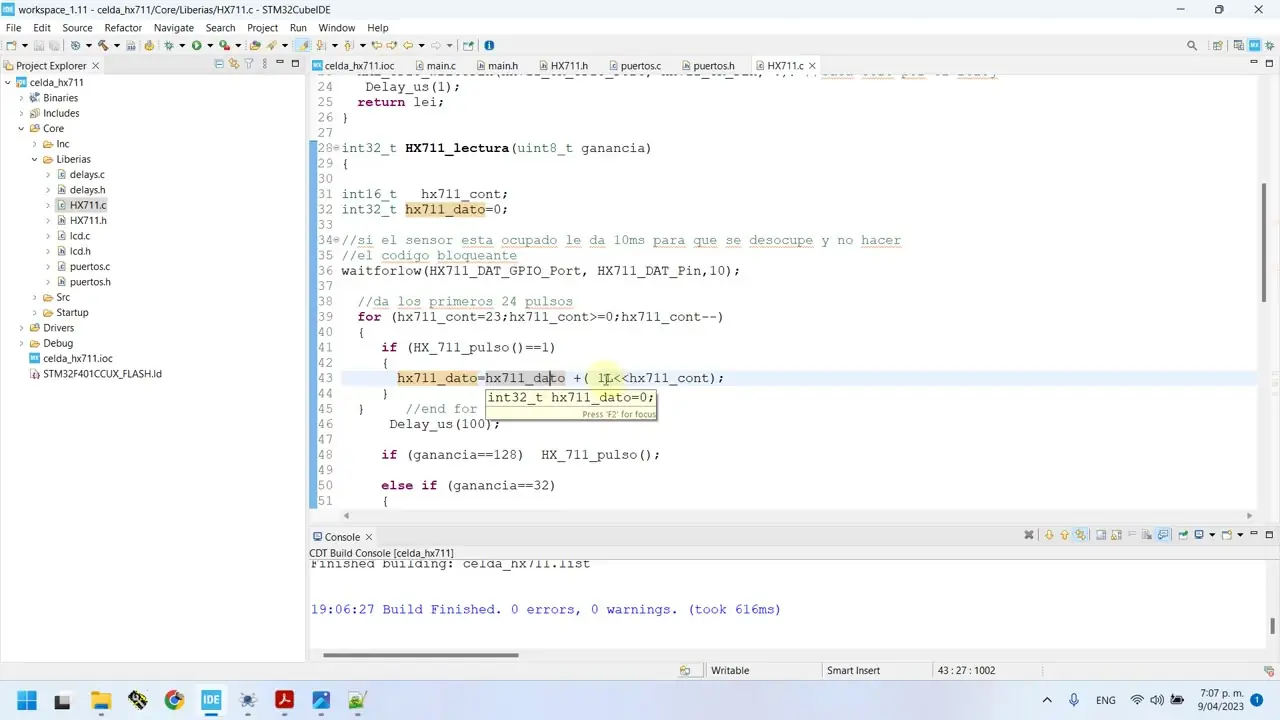 workspace_1.11 - celda_hx711/Core/Liberias/HX711.c - STM32CubeIDE
File Edit Source Refactor Navigate Search Project Run Window Help
Project Explorer
celda_hx711.ioc main.c main.h HX711.h puertos.c puertos.h HX711.c
celda_hx711
Binaries
Includes
Core
Inc
Liberias
delays.c
delays.h
HX711.c
HX711.h
lcd.c
lcd.h
puertos.c
puertos.h
Src
Startup
Drivers
Debug
celda_hx711.ioc
STM32F401CCUX_FLASH.ld
24 Delay_us(1);
25 return lei;
26 }
27
28 int32_t HX711_lectura(uint8_t ganancia)
29 {
30
31 int16_t hx711_cont;
32 int32_t hx711_dato=0;
33
34 //si el sensor esta ocupado le da 10ms para que se desocupe y no hacer
35 //el codigo bloqueante
36 waitforlow(HX711_DAT_GPIO_Port, HX711_DAT_Pin,10);
37
38 //da los primeros 24 pulsos
39 for (hx711_cont=23;hx711_cont>=0;hx711_cont--)
40 {
41 if (HX_711_pulso()==1)
42 {
43 hx711_dato=hx711_dato +( 1L<<hx711_cont);
44 }
int32_t hx711_dato=0;
Press 'F2' for focus
45 } //end for
46 Delay_us(100);
47
48 if (ganancia==128) HX_711_pulso();
49
50 else if (ganancia==32)
51 {
Console
CDT Build Console [celda_hx711]
Finished building: celda_hx711.list
19:06:27 Build Finished. 0 errors, 0 warnings. (took 616ms)
Writable Smart Insert 43 : 27 : 1002
IDE ENG 7:07 p. m.
9/04/2023 1